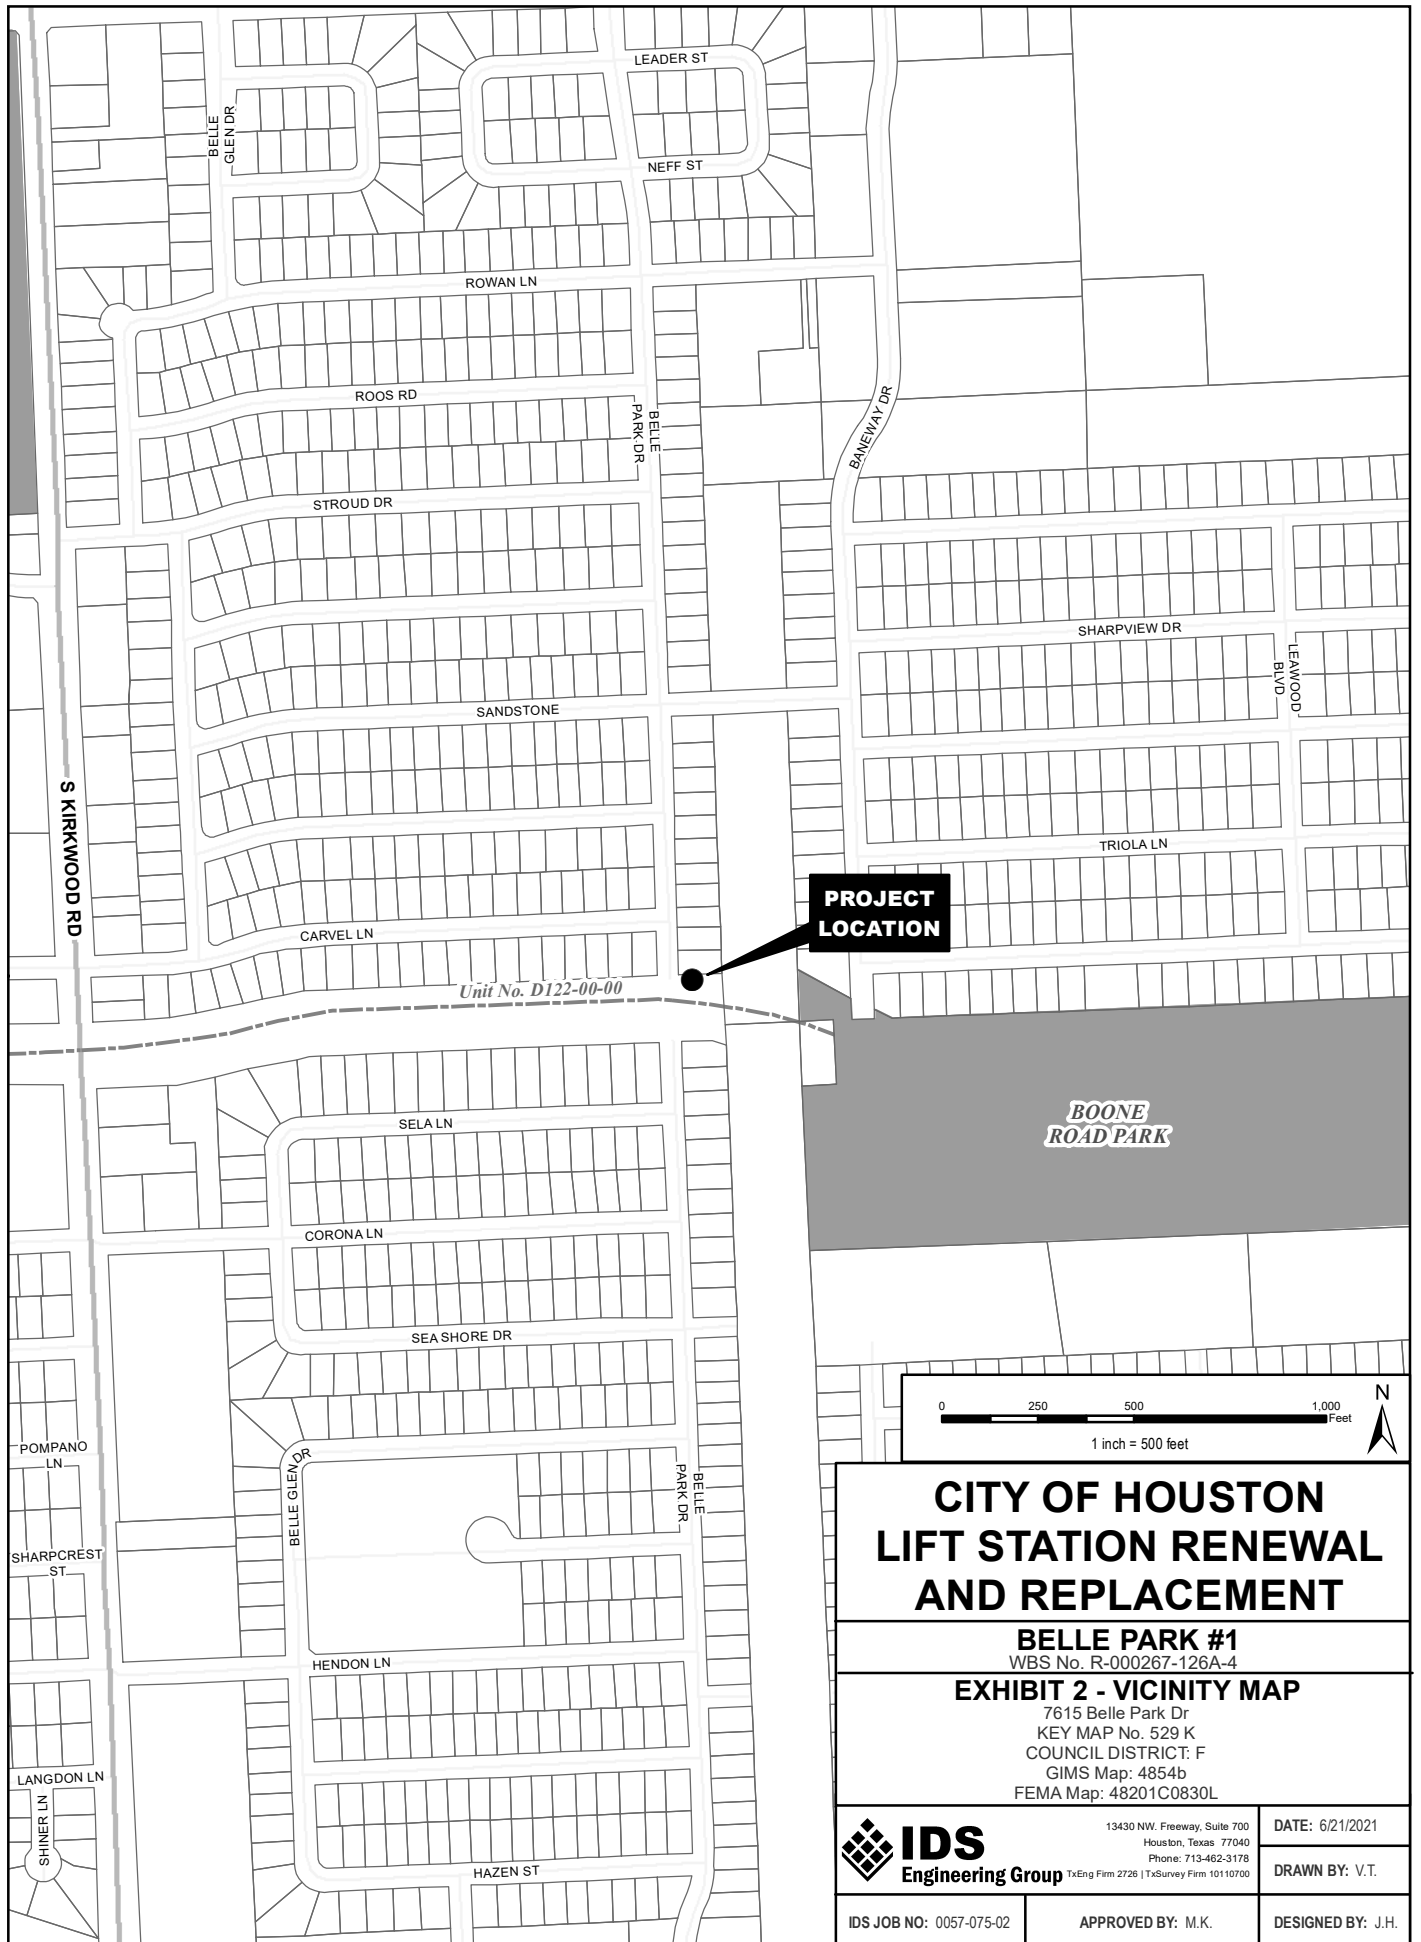 LEADER ST
BELLE
GLEN DR
NEFF ST
ROWAN LN
ROOS RD
BELLE
PARK DR
BANEWAY DR
STROUD DR
SHARPVIEW DR
LEAWOOD
BLVD
SANDSTONE
S KIRKWOOD RD
TRIOLA LN
PROJECT
LOCATION
CARVEL LN
Unit No. D122-00-00
BOONE
ROAD PARK
SELA LN
CORONA LN
SEA SHORE DR
0 250 500 1,000
Feet
N
1 inch = 500 feet
POMPANO
LN
BELLE GLEN DR
BELLE
PARK DR
SHARPCREST
ST
HENDON LN
LANGDON LN
SHINER LN
HAZEN ST
CITY OF HOUSTON
LIFT STATION RENEWAL
AND REPLACEMENT
BELLE PARK #1
WBS No. R-000267-126A-4
EXHIBIT 2 - VICINITY MAP
7615 Belle Park Dr
KEY MAP No. 529 K
COUNCIL DISTRICT: F
GIMS Map: 4854b
FEMA Map: 48201C0830L
IDS
Engineering Group
13430 NW. Freeway, Suite 700
Houston, Texas 77040
Phone: 713-462-3178
TxEng Firm 2726 | TxSurvey Firm 10110700
DATE: 6/21/2021
DRAWN BY: V.T.
IDS JOB NO: 0057-075-02
APPROVED BY: M.K.
DESIGNED BY: J.H.